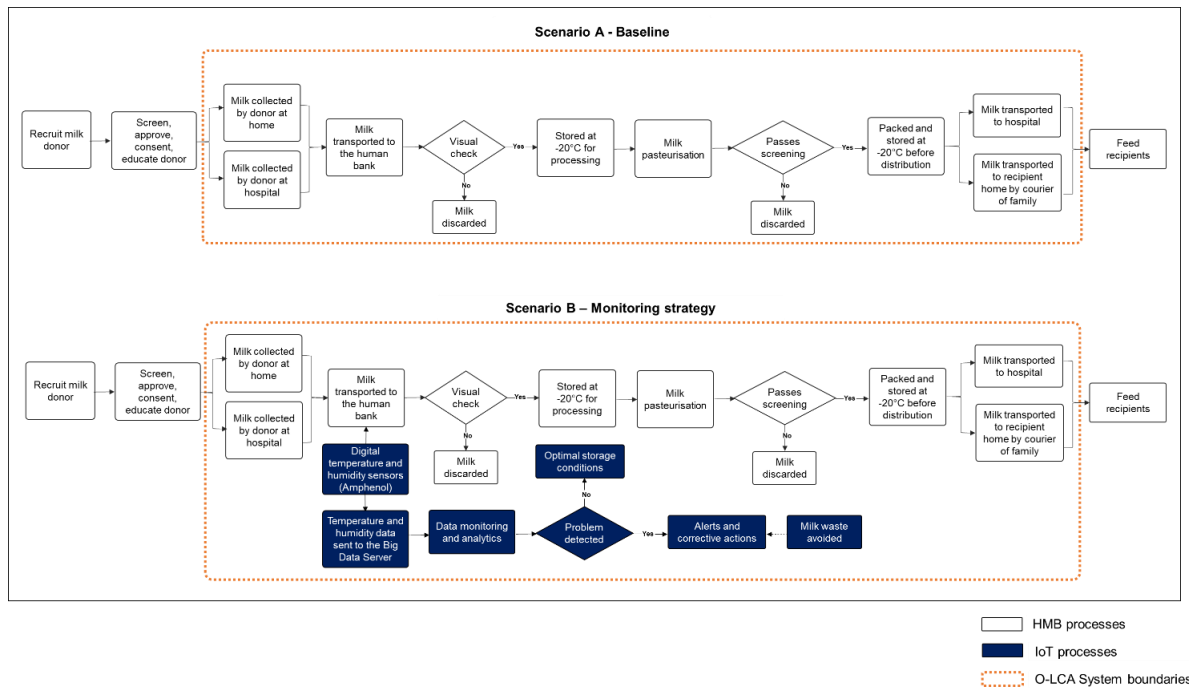 Scenario A - Baseline
Recruit milk
donor
Screen,
approve,
consent,
educate donor
Milk collected
by donor at
home
Milk collected
by donor at
hospital
Milk
transported to
the human
bank
Visual
check
Yes
No
Milk
discarded
Stored at
-20°C for
processing
Milk
pasteurisation
Passes
screening
Yes
No
Milk
discarded
Packed and
stored at
-20°C before
distribution
Milk transported
to hospital
Milk transported
to recipient
home by courier
of family
Feed
recipients
Scenario B – Monitoring strategy
Recruit milk
donor
Screen,
approve,
consent,
educate donor
Milk collected
by donor at
home
Milk collected
by donor at
hospital
Milk
transported to
the human
bank
Visual
check
Yes
No
Milk
discarded
Stored at
-20°C for
processing
Milk
pasteurisation
Passes
screening
Yes
No
Milk
discarded
Packed and
stored at
-20°C before
distribution
Milk transported
to hospital
Milk transported
to recipient
home by courier
of family
Feed
recipients
Digital
temperature and
humidity sensors
(Amphenol)
Temperature and
humidity data
sent to the Big
Data Server
Data monitoring
and analytics
Problem
detected
No
Optimal storage
conditions
Yes
Alerts and
corrective actions
Milk waste
avoided
HMB processes
IoT processes
O-LCA System boundaries